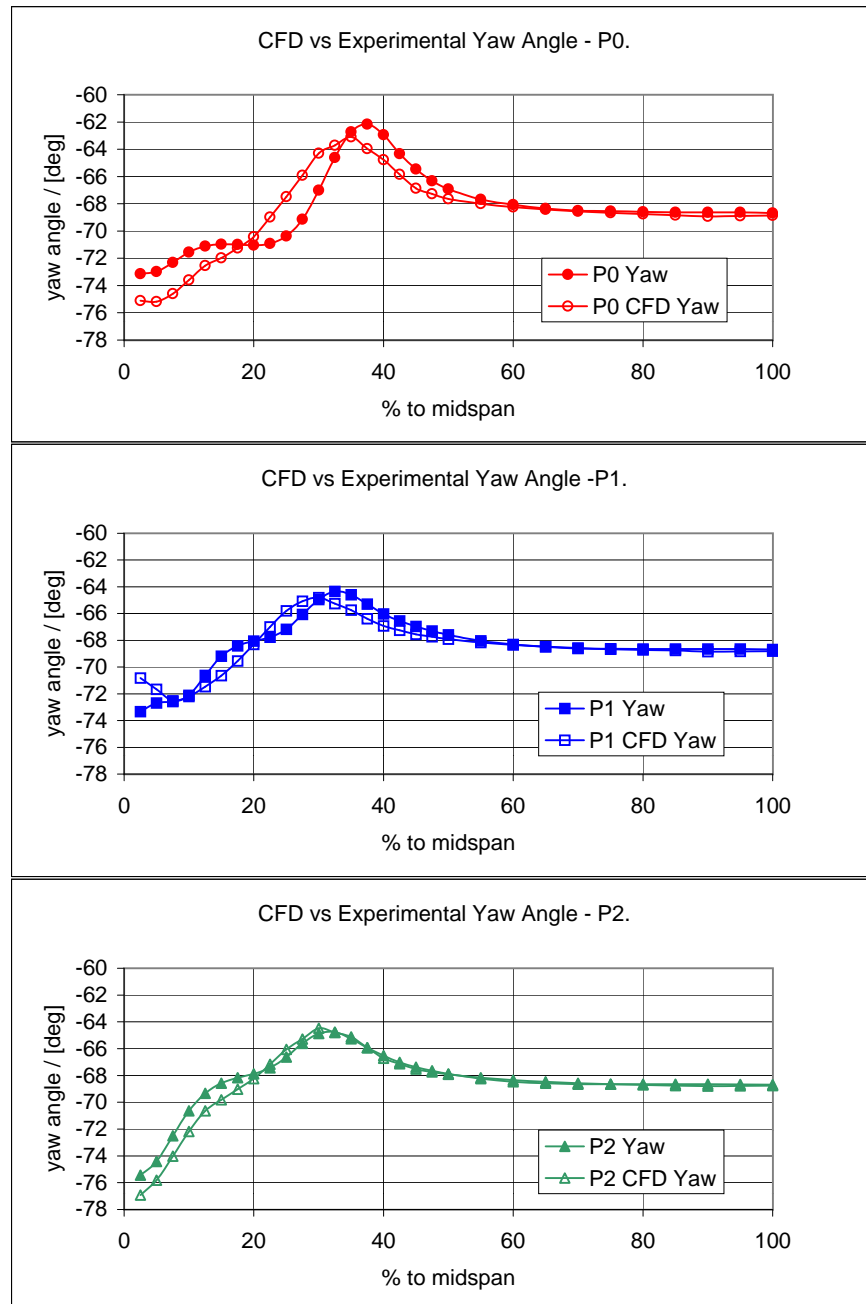 CFD vs Experimental Yaw Angle - P0.
-60
-62
-64
-66
-68
-70
-72
-74
-76
-78
yaw angle / [deg]
P0 Yaw
P0 CFD Yaw
0 20 40 60 80 100
% to midspan
CFD vs Experimental Yaw Angle -P1.
-60
-62
-64
-66
-68
-70
-72
-74
-76
-78
yaw angle / [deg]
P1 Yaw
P1 CFD Yaw
0 20 40 60 80 100
% to midspan
CFD vs Experimental Yaw Angle - P2.
-60
-62
-64
-66
-68
-70
-72
-74
-76
-78
yaw angle / [deg]
P2 Yaw
P2 CFD Yaw
0 20 40 60 80 100
% to midspan